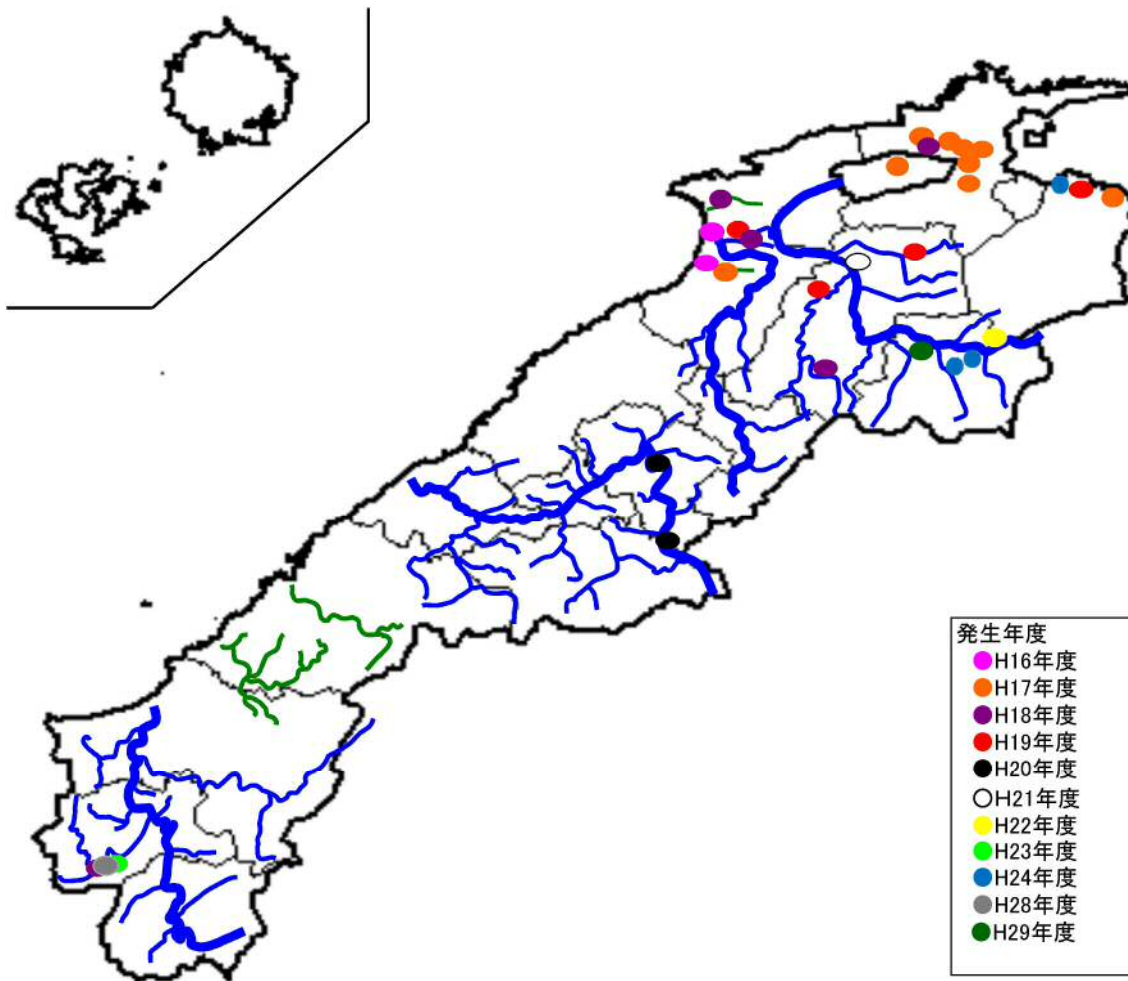 発生年度
H16年度
H17年度
H18年度
H19年度
H20年度
H21年度
H22年度
H23年度
H24年度
H28年度
H29年度